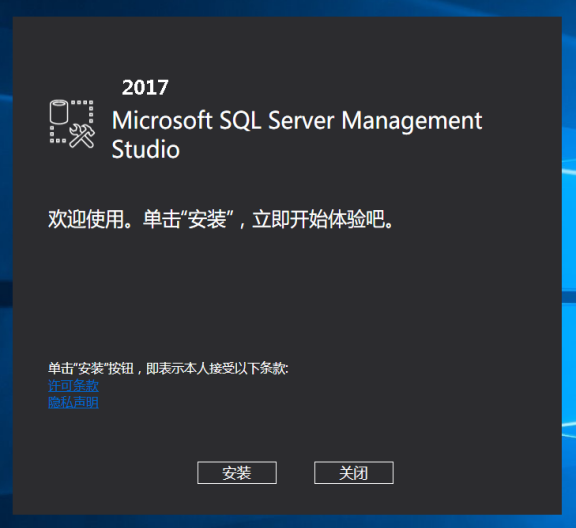 2017
Microsoft SQL Server Management
Studio
欢迎使用。单击“安装”，立即开始体验吧。
单击"安装"按钮，即表示本人接受以下条款:
许可条款
隐私声明
安装
关闭